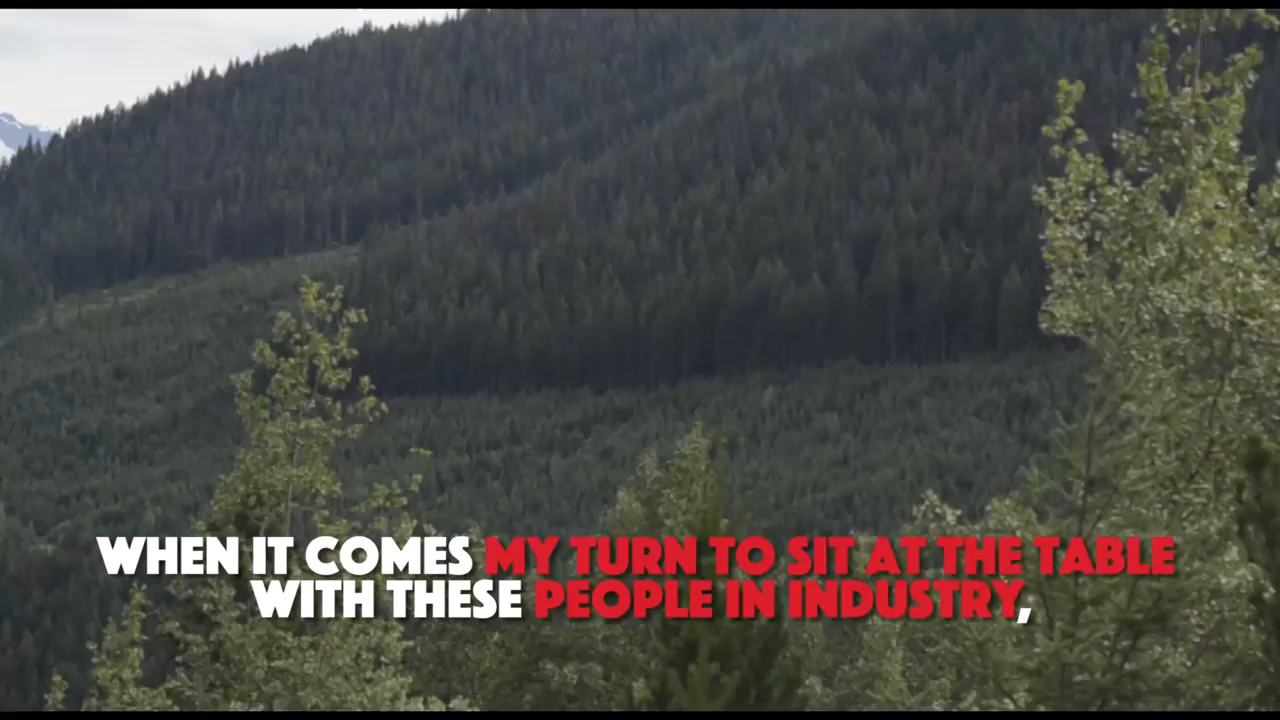 WHEN IT COMES MY TURN TO SIT AT THE TABLE
WITH THESE PEOPLE IN INDUSTRY,